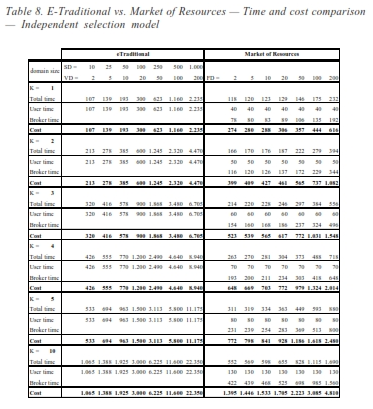 Table 8. E-Traditional vs. Market of Resources — Time and cost comparison
— Independent selection model
eTraditional Market of Resources
domain size SD = 10 25 50 100 250 500 1.000
VD = 2 5 10 20 50 100 200 FD = 2 5 10 20 50 100 200
K = 1
Total time 107 139 193 300 623 1.160 2.235 118 120 123 129 146 175 232
User time 107 139 193 300 623 1.160 2.235 40 40 40 40 40 40 40
Broker time 78 80 83 89 106 135 192
Cost 107 139 193 300 623 1.160 2.235 274 280 288 306 357 444 616
K = 2
Total time 213 278 385 600 1.245 2.320 4.470 166 170 176 187 222 279 394
User time 213 278 385 600 1.245 2.320 4.470 50 50 50 50 50 50 50
Broker time 116 120 126 137 172 229 344
Cost 213 278 385 600 1.245 2.320 4.470 399 409 427 461 565 737 1.082
K = 3
Total time 320 416 578 900 1.868 3.480 6.705 214 220 228 246 297 384 556
User time 320 416 578 900 1.868 3.480 6.705 60 60 60 60 60 60 60
Broker time 154 160 168 186 237 324 496
Cost 320 416 578 900 1.868 3.480 6.705 523 539 565 617 772 1.031 1.548
K = 4
Total time 426 555 770 1.200 2.490 4.640 8.940 263 270 281 304 373 488 718
User time 426 555 770 1.200 2.490 4.640 8.940 70 70 70 70 70 70 70
Broker time 193 200 211 234 303 418 648
Cost 426 555 770 1.200 2.490 4.640 8.940 648 669 703 772 979 1.324 2.014
K = 5
Total time 533 694 963 1.500 3.113 5.800 11.175 311 319 334 363 449 593 880
User time 533 694 963 1.500 3.113 5.800 11.175 80 80 80 80 80 80 80
Broker time 231 239 254 283 369 513 800
Cost 533 694 963 1.500 3.113 5.800 11.175 772 798 841 928 1.186 1.618 2.480
K = 10
Total time 1.065 1.388 1.925 3.000 6.225 11.600 22.350 552 569 598 655 828 1.115 1.690
User time 1.065 1.388 1.925 3.000 6.225 11.600 22.350 130 130 130 130 130 130 130
Broker time 422 439 468 525 698 985 1.560
Cost 1.065 1.388 1.925 3.000 6.225 11.600 22.350 1.395 1.446 1.533 1.705 2.223 3.085 4.810